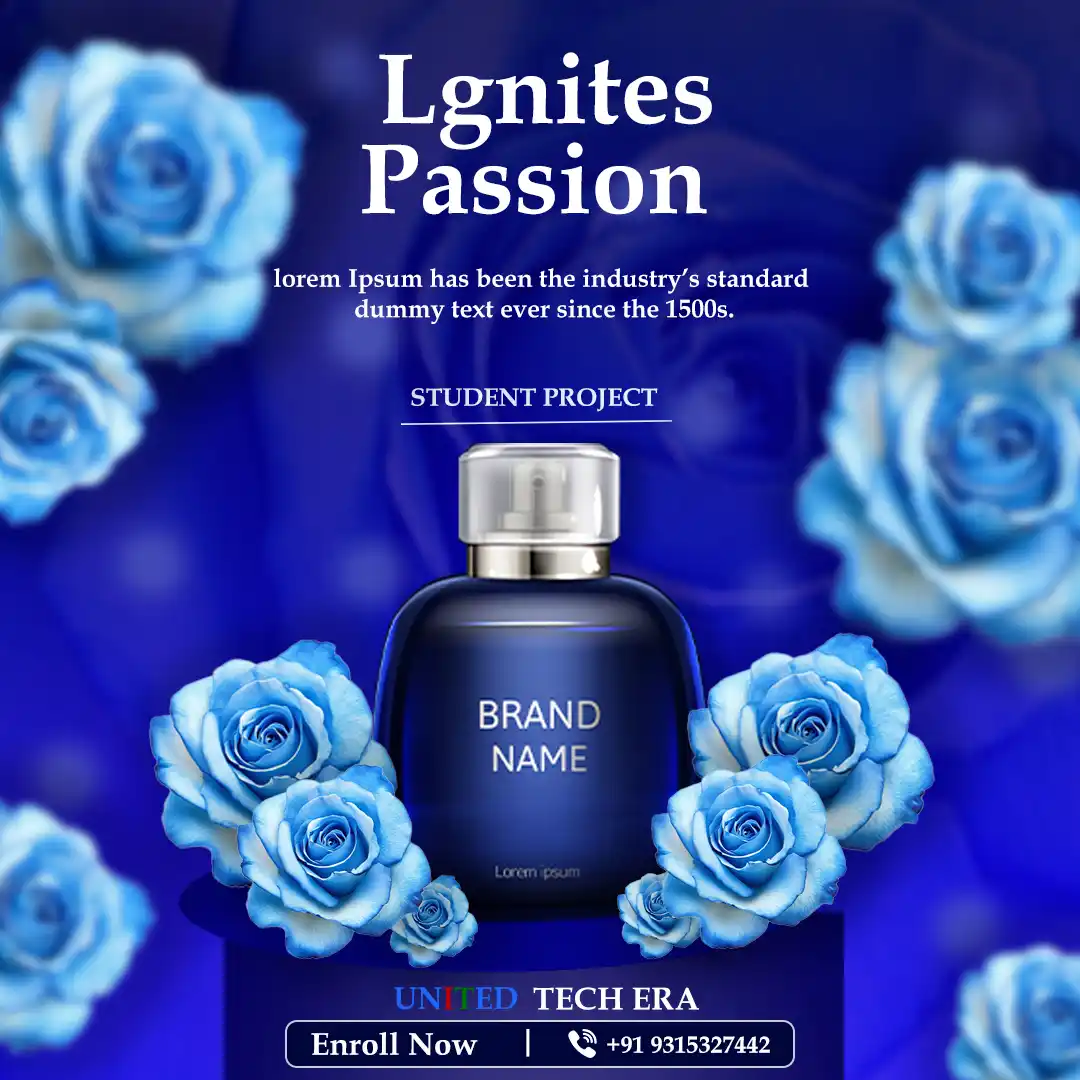 Lgnites
Passion
lorem Ipsum has been the industry’s standard
dummy text ever since the 1500s.
STUDENT PROJECT
BRAND
NAME
Lorem ipsum
UNITED TECH ERA
Enroll Now | +91 9315327442